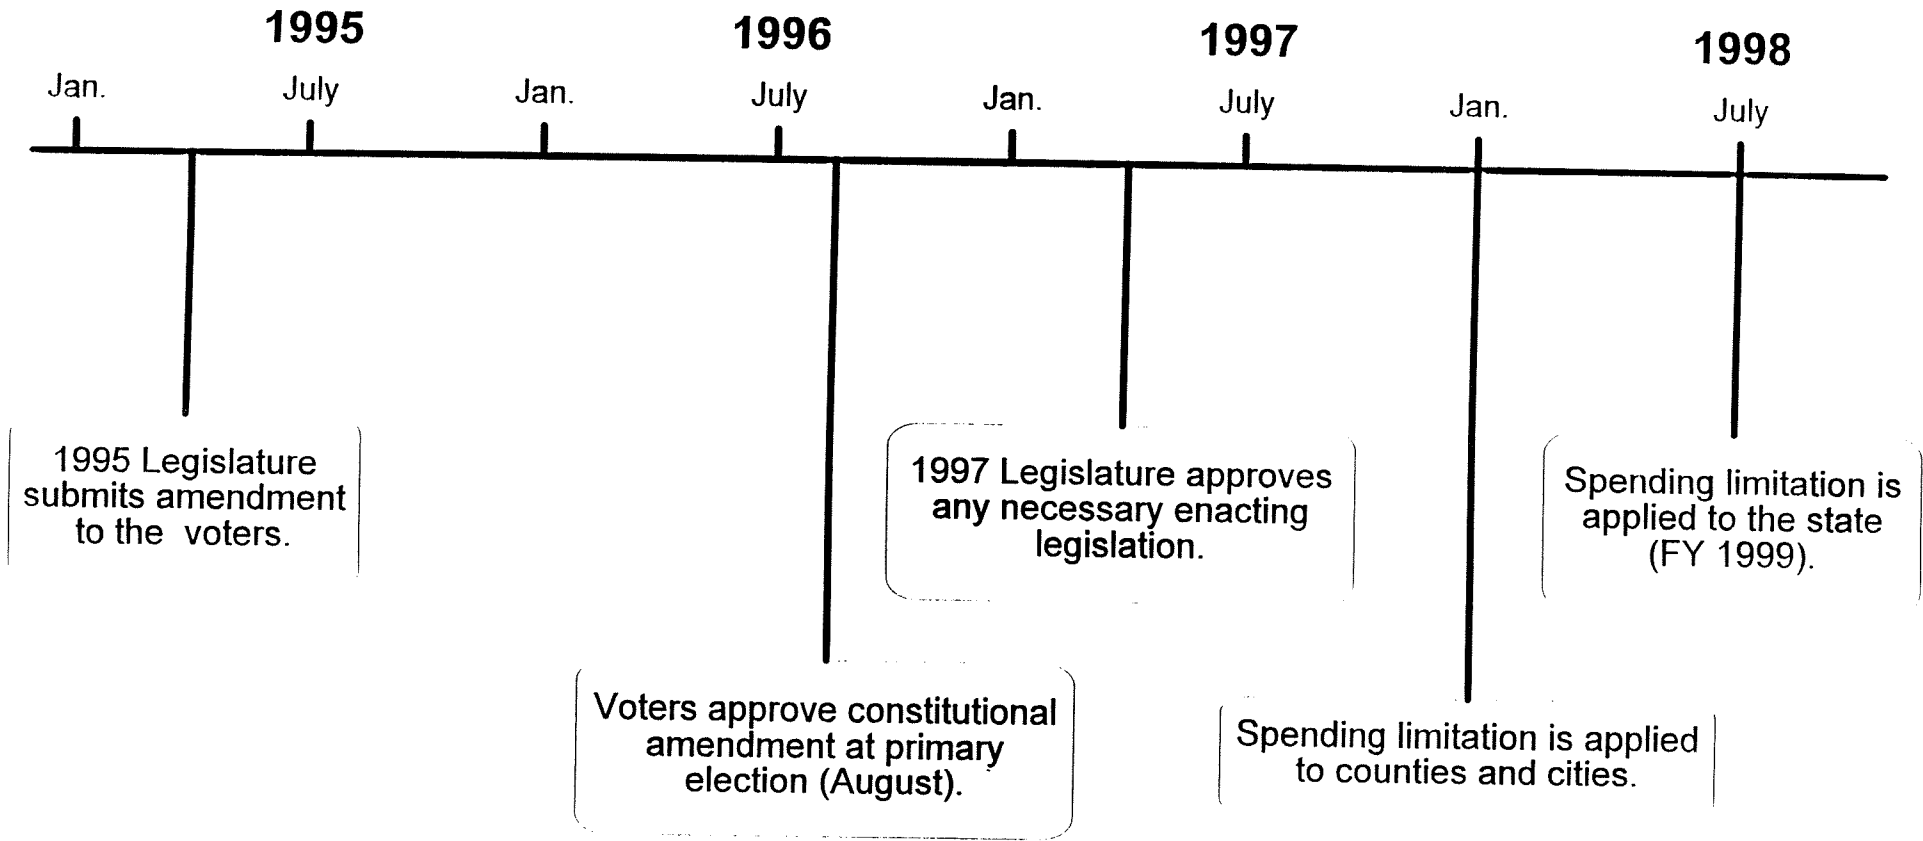 1995
1996
1997
1998
Jan.
July
Jan.
July
Jan.
July
Jan.
July
1995 Legislature
submits amendment
to the voters.
1997 Legislature approves
any necessary enacting
legislation.
Spending limitation is
applied to the state
(FY 1999).
Voters approve constitutional
amendment at primary
election (August).
Spending limitation is applied
to counties and cities.